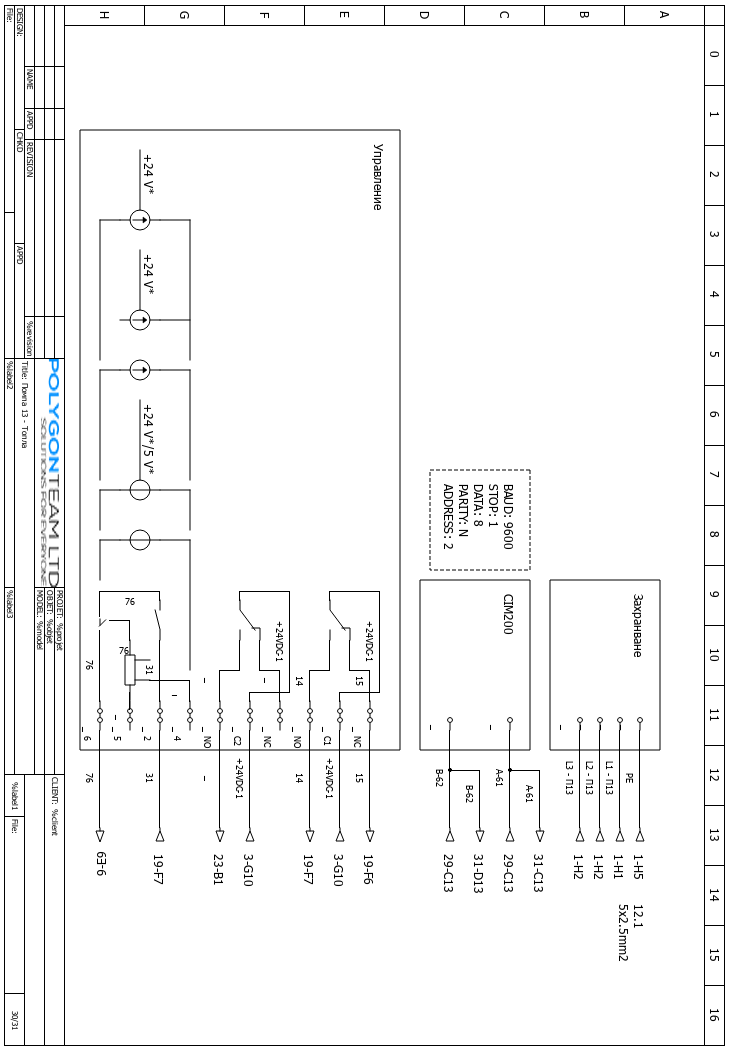 0 1 2 3 4 5 6 7 8 9 10 11 12 13 14 15 16
A
B
C
D
E
F
G
H
Захранване
PE
L1 - П13
L2 - П13
L3 - П13
1-H5
1-H1
1-H2
1-H2
12.1
5x2.5mm2
CIM200
BAUD: 9600
STOP: 1
DATA: 8
PARITY: N
ADDRESS: 2
A-61
A-61
B-62
B-62
31-C13
29-C13
31-D13
29-C13
Управление
+24VDC-1
15
NC
15
19-F6
C1
+24VDC-1
3-G10
14
NO
14
19-F7
+24VDC-1
NC
C2
+24VDC-1
3-G10
NO
23-B1
+24 V*
+24 V*
+24 V*/5 V*
4
31
2
31
19-F7
76
76
5
76
6
76
POLYGONTEAM LTD
SOLUTIONS FOR EVERYONE
PROJET: %projet
OBJET: %objet
MODEL: %model
CLIENT: %client
NAME
APPD
REVISION
%revision
DESIGN:
CHKD
APPD
Title: Помпа 13 - Топла
File:
%label2
%label3
%label1
File:
30/31